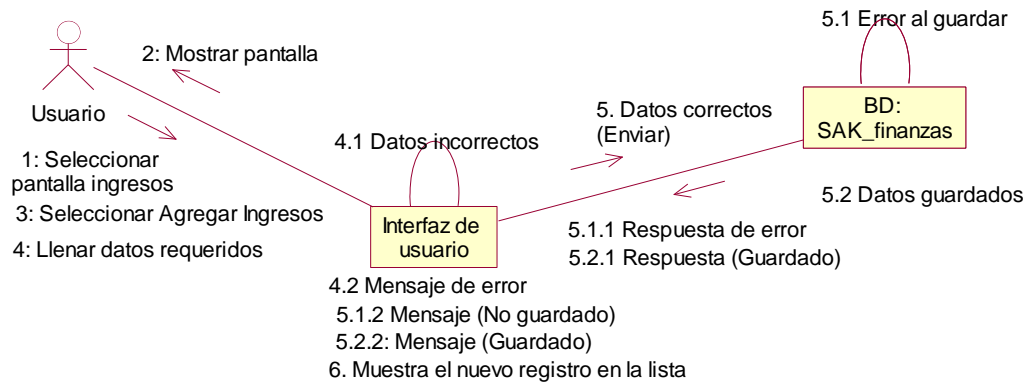 5.1 Error al guardar
2: Mostrar pantalla
Usuario
BD:
SAK_finanzas
5. Datos correctos
(Enviar)
4.1 Datos incorrectos
1: Seleccionar
pantalla ingresos
3: Seleccionar Agregar Ingresos
4: Llenar datos requeridos
Interfaz de
usuario
5.2 Datos guardados
5.1.1 Respuesta de error
5.2.1 Respuesta (Guardado)
4.2 Mensaje de error
5.1.2 Mensaje (No guardado)
5.2.2: Mensaje (Guardado)
6. Muestra el nuevo registro en la lista